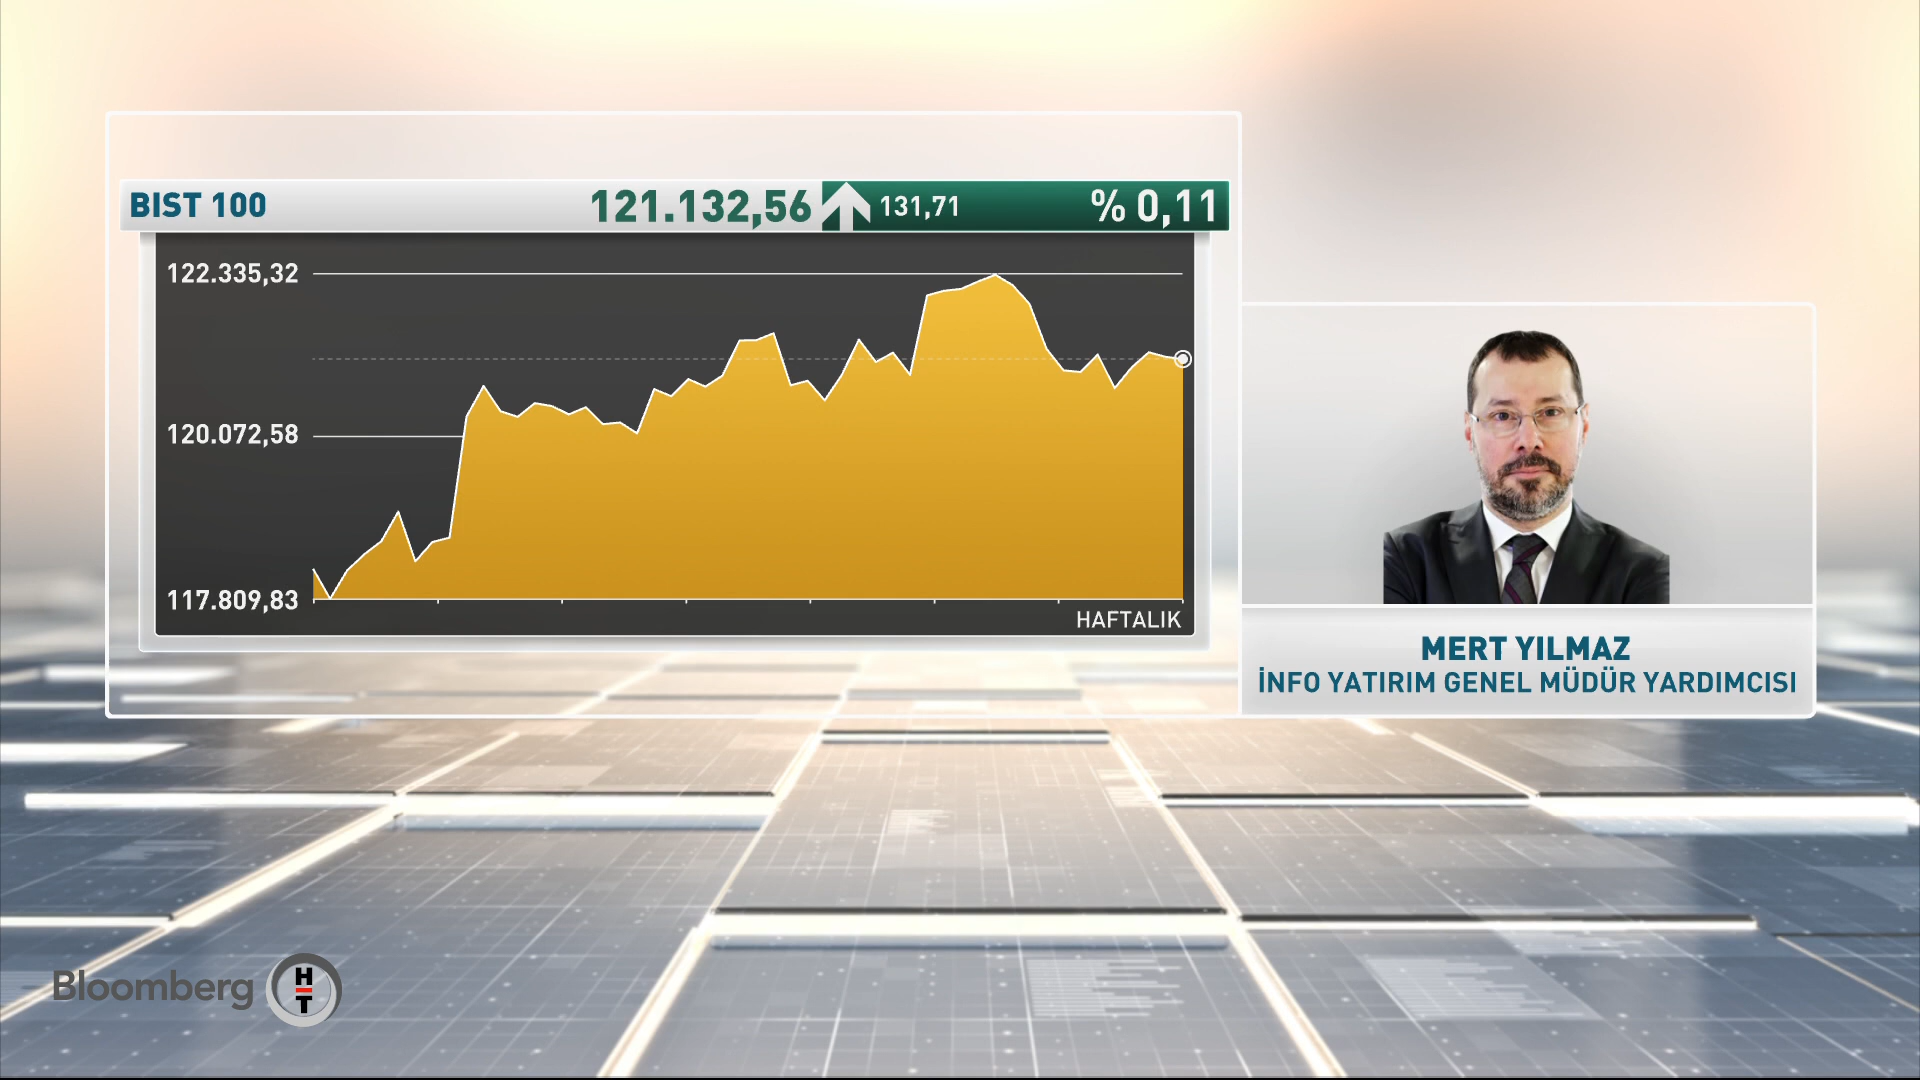 BIST 100 121.132,56 131,71 % 0,11
122.335,32
120.072,58
117.809,83
HAFTALIK
MERT YILMAZ
İNFO YATIRIM GENEL MÜDÜR YARDIMCISI
Bloomberg HT